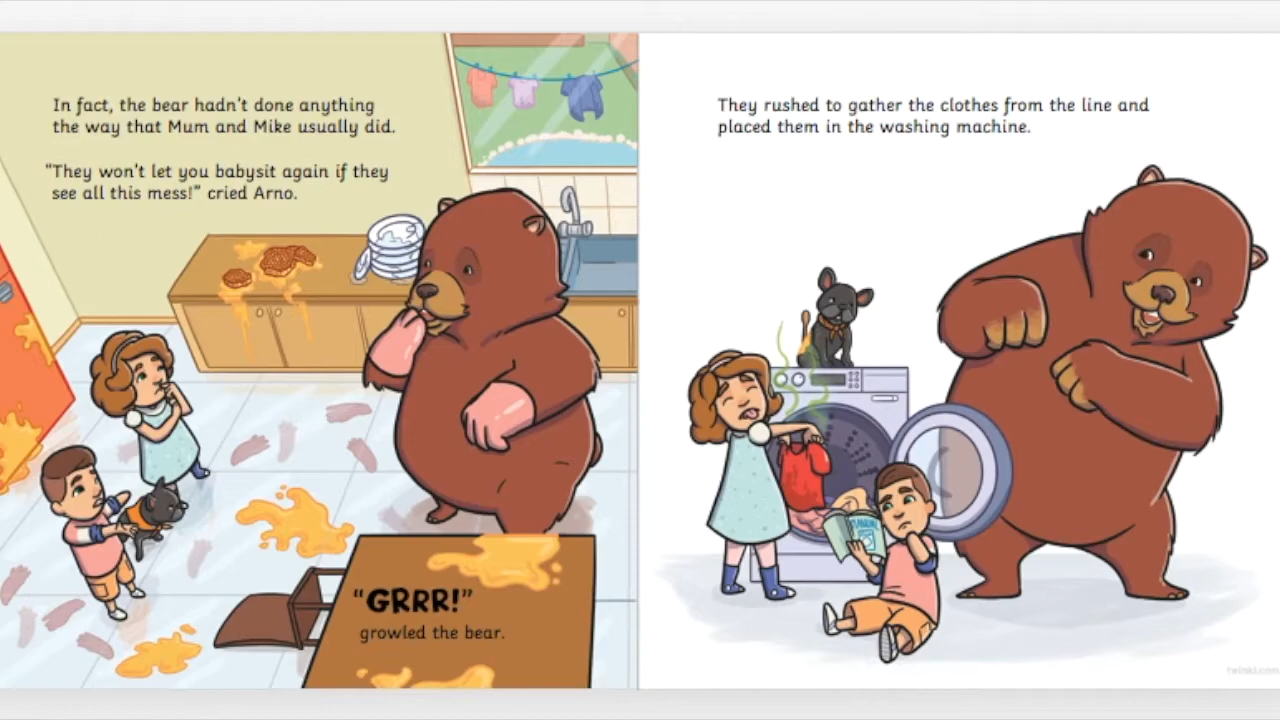 In fact, the bear hadn't done anything
the way that Mum and Mike usually did.
"They won't let you babysit again if they
see all this mess!" cried Arno.
"GRRR!"
growled the bear.
They rushed to gather the clothes from the line and
placed them in the washing machine.
twinkl.com